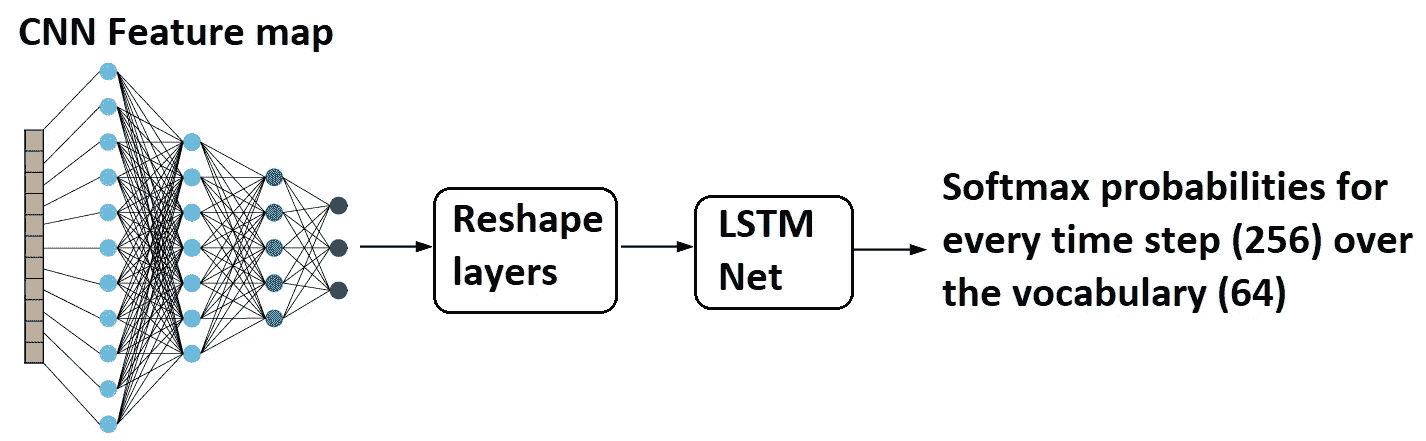 CNN Feature map
Reshape
layers
LSTM
Net
Softmax probabilities for
every time step (256) over
the vocabulary (64)